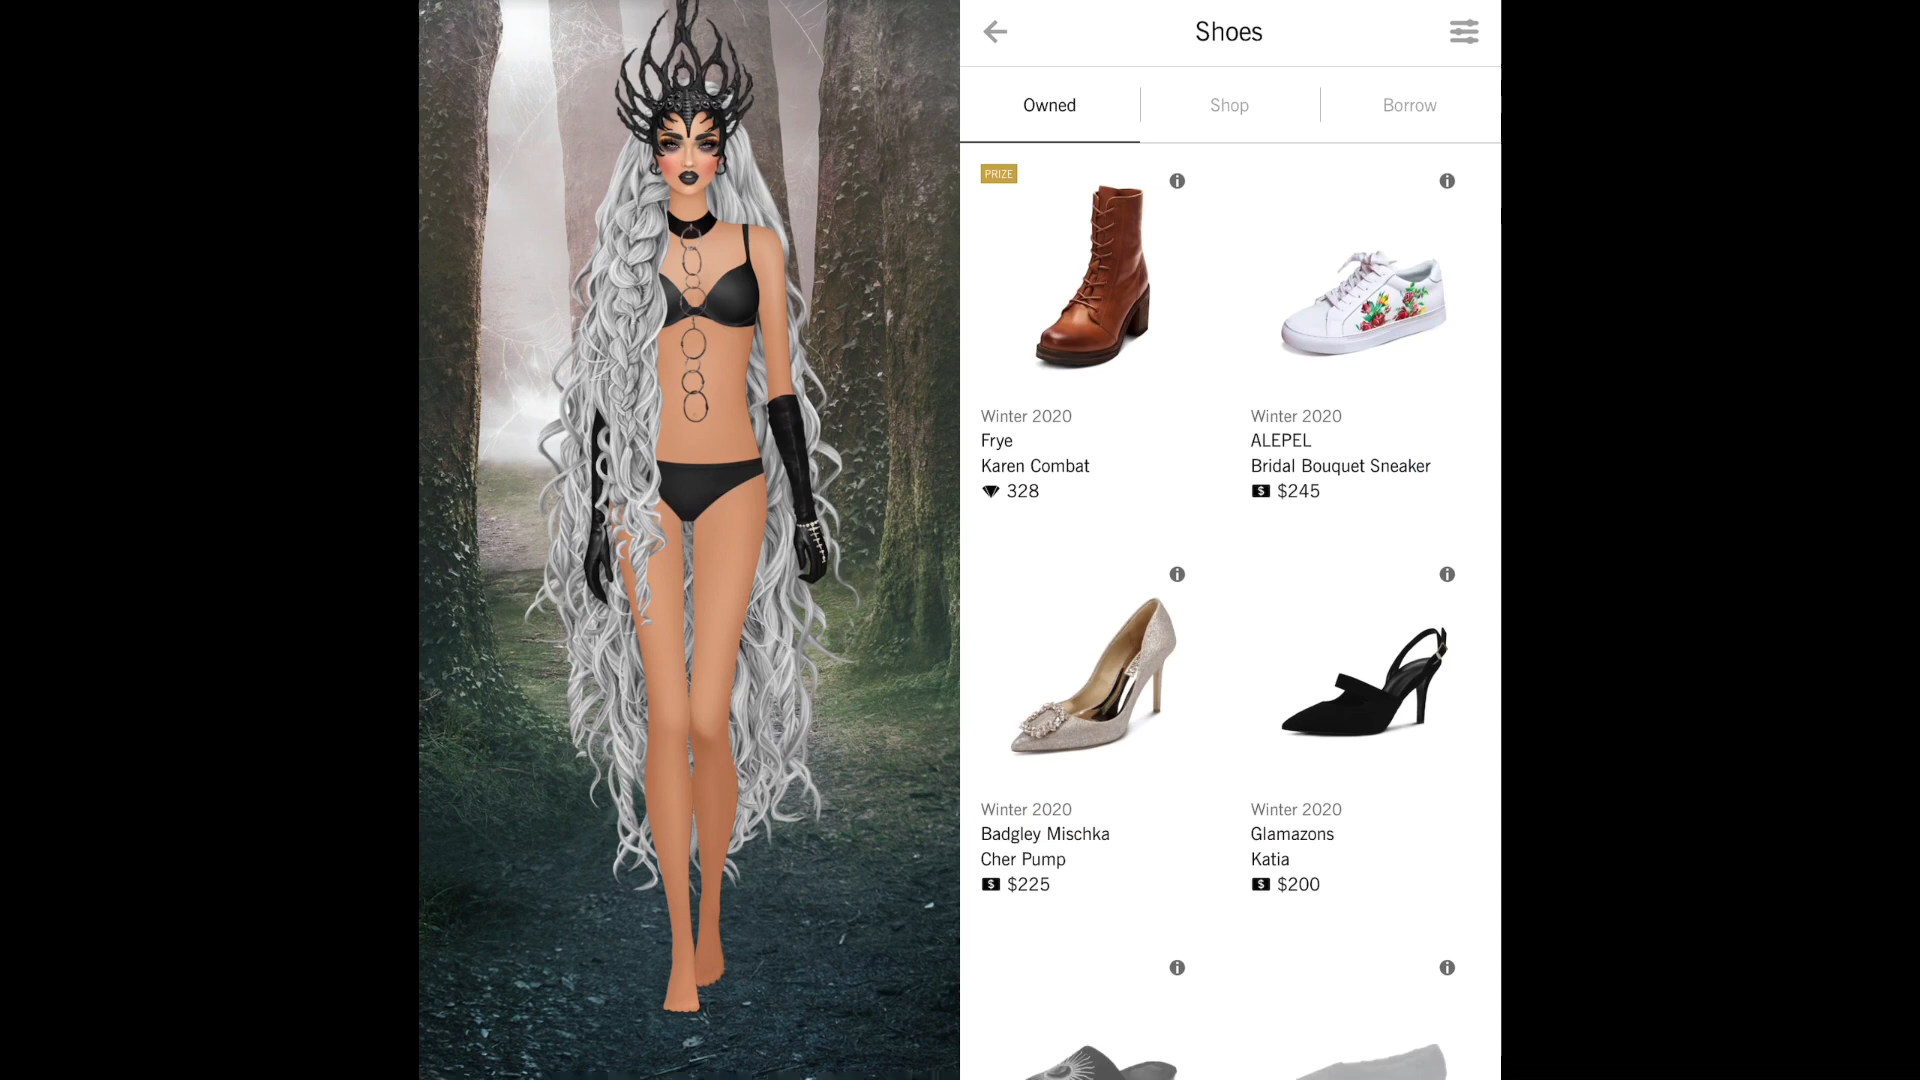 Shoes
Owned
Shop
Borrow
PRIZE
Winter 2020
Frye
Karen Combat
328
Winter 2020
ALEPEL
Bridal Bouquet Sneaker
$245
Winter 2020
Badgley Mischka
Cher Pump
$ $225
Winter 2020
Glamazons
Katia
$ $200